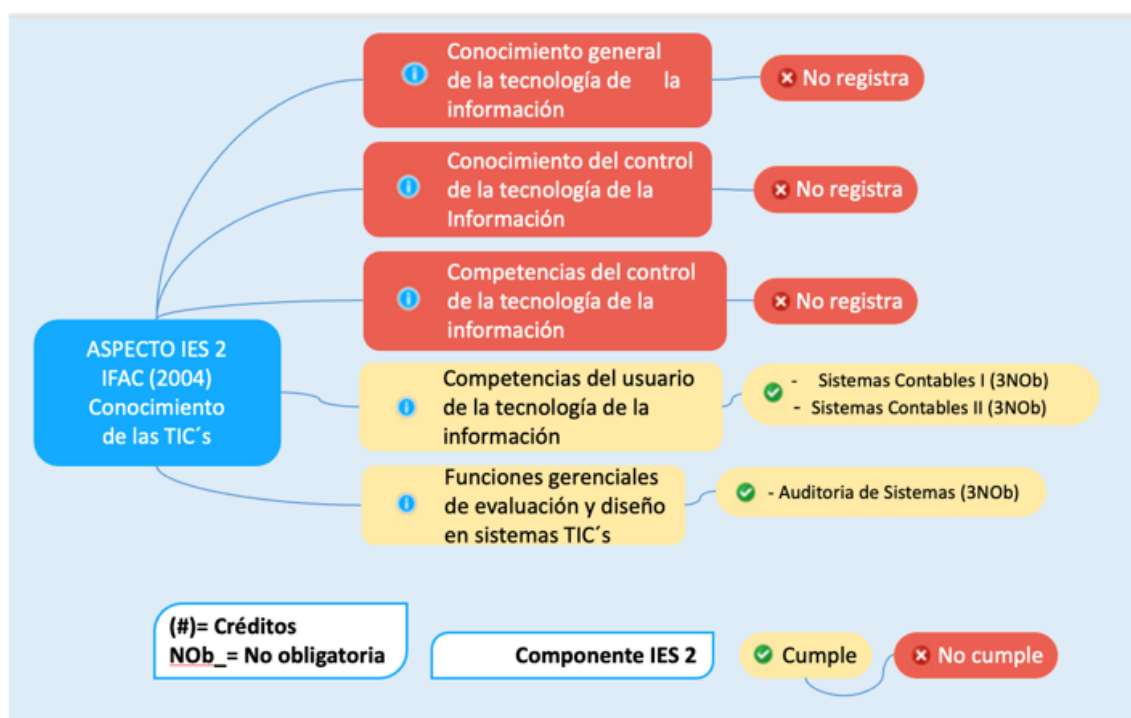 Conocimiento general
de la tecnología de la
información
No registra
Conocimiento del control
de la tecnología de la
Información
No registra
Competencias del control
de la tecnología de la
información
No registra
ASPECTO IES 2
IFAC (2004)
Conocimiento
de las TIC´s
Competencias del usuario
de la tecnología de la
información
- Sistemas Contables I (3NOb)
- Sistemas Contables II (3NOb)
Funciones gerenciales
de evaluación y diseño
en sistemas TIC´s
- Auditoria de Sistemas (3NOb)
(#)= Créditos
NOb_= No obligatoria
Componente IES 2
Cumple
No cumple